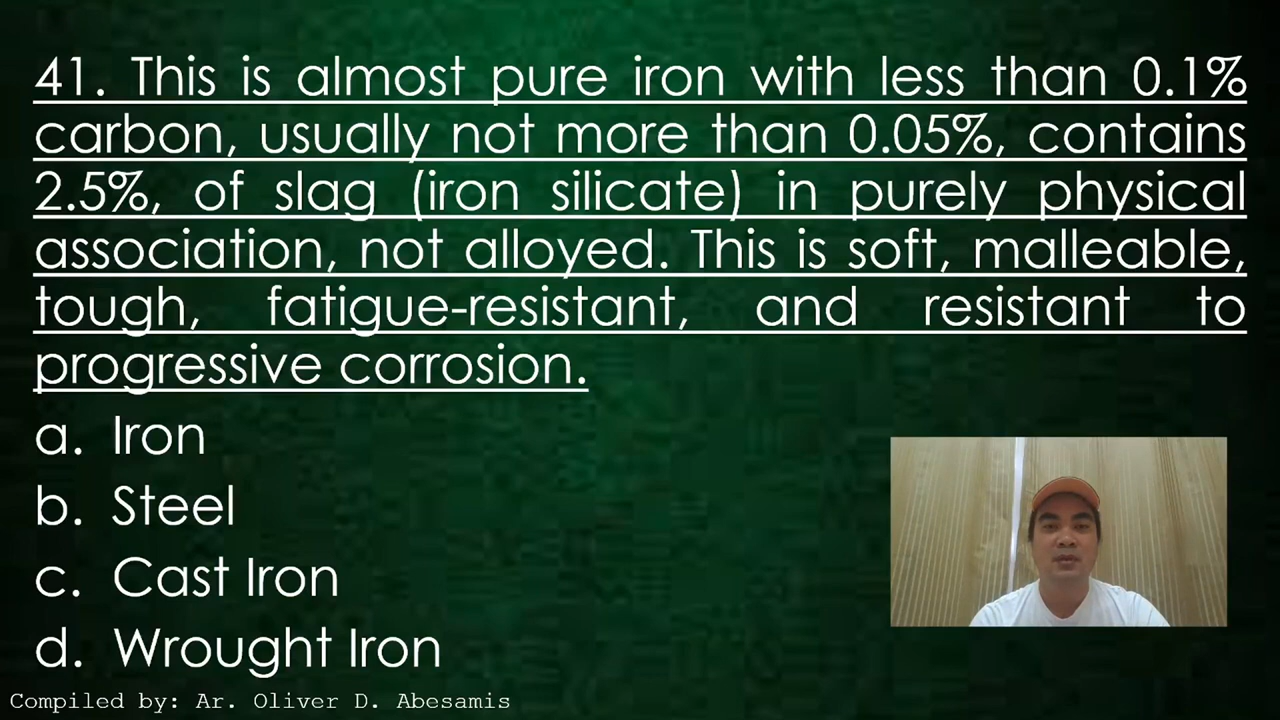 41. This is almost pure iron with less than 0.1%
carbon, usually not more than 0.05%, contains
2.5%, of slag (iron silicate) in purely physical
association, not alloyed. This is soft, malleable,
tough, fatigue-resistant, and resistant to
progressive corrosion.
a. Iron
b. Steel
c. Cast Iron
d. Wrought Iron
Compiled by: Ar. Oliver D. Abesamis